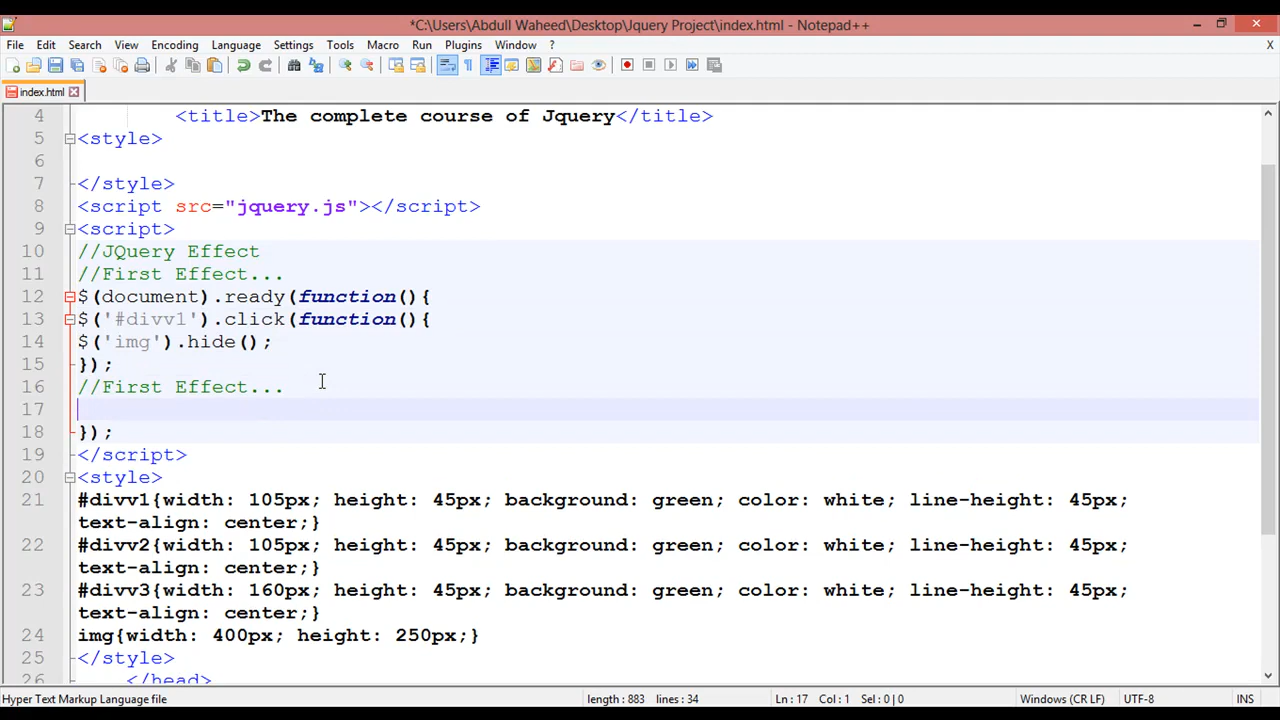 *C:\Users\Abdull Waheed\Desktop\Jquery Project\index.html - Notepad++
File Edit Search View Encoding Language Settings Tools Macro Run Plugins Window ? X
index.html
4 <title>The complete course of Jquery</title>
5 <style>
6
7 </style>
8 <script src="jquery.js"></script>
9 <script>
10 //JQuery Effect
11 //First Effect...
12 $(document).ready(function(){
13 $('#divv1').click(function(){
14 $('img').hide();
15 });
16 //First Effect...
17
18 });
19 </script>
20 <style>
21 #divv1{width: 105px; height: 45px; background: green; color: white; line-height: 45px;
text-align: center;}
22 #divv2{width: 105px; height: 45px; background: green; color: white; line-height: 45px;
text-align: center;}
23 #divv3{width: 160px; height: 45px; background: green; color: white; line-height: 45px;
text-align: center;}
24 img{width: 400px; height: 250px;}
25 </style>
26 </head>
Hyper Text Markup Language file length : 883 lines : 34 Ln : 17 Col : 1 Sel : 0 | 0 Windows (CR LF) UTF-8 INS